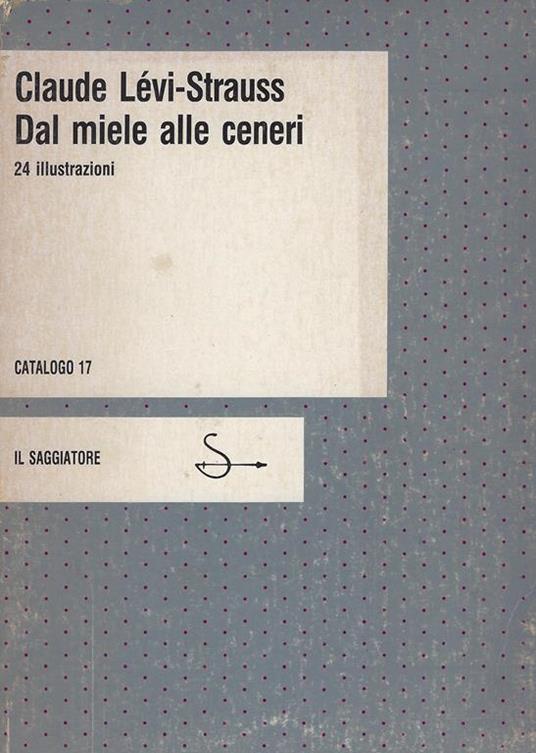 Claude Lévi-Strauss
Dal miele alle ceneri
24 illustrazioni
CATALOGO 17
IL SAGGIATORE